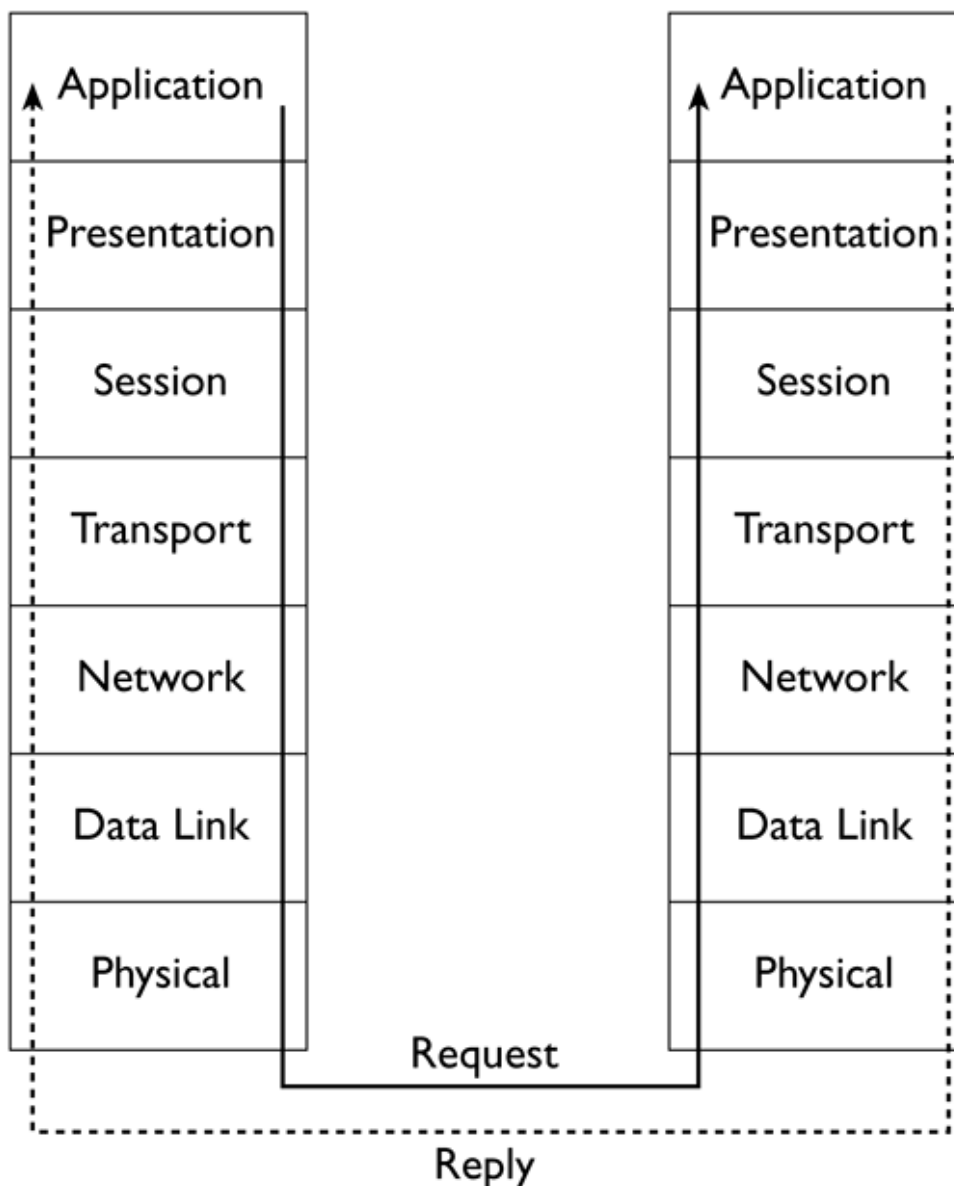 Application
Presentation
Session
Transport
Network
Data Link
Physical
Application
Presentation
Session
Transport
Network
Data Link
Physical
Request
Reply